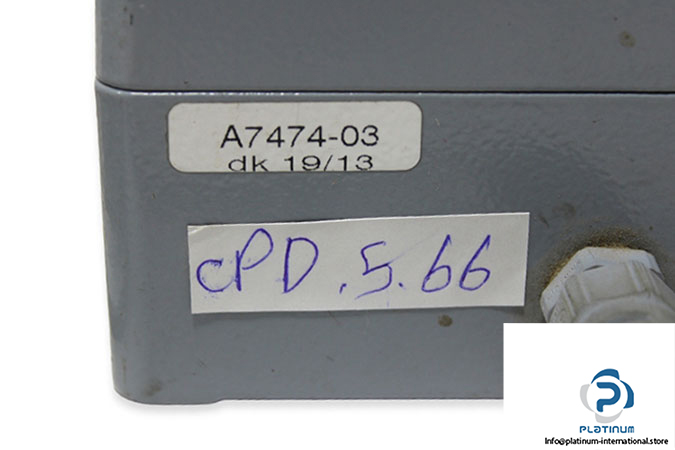 A7474-03
dk 19/13
cPD.5.66
PLATINUM
Info@platinum-international.store